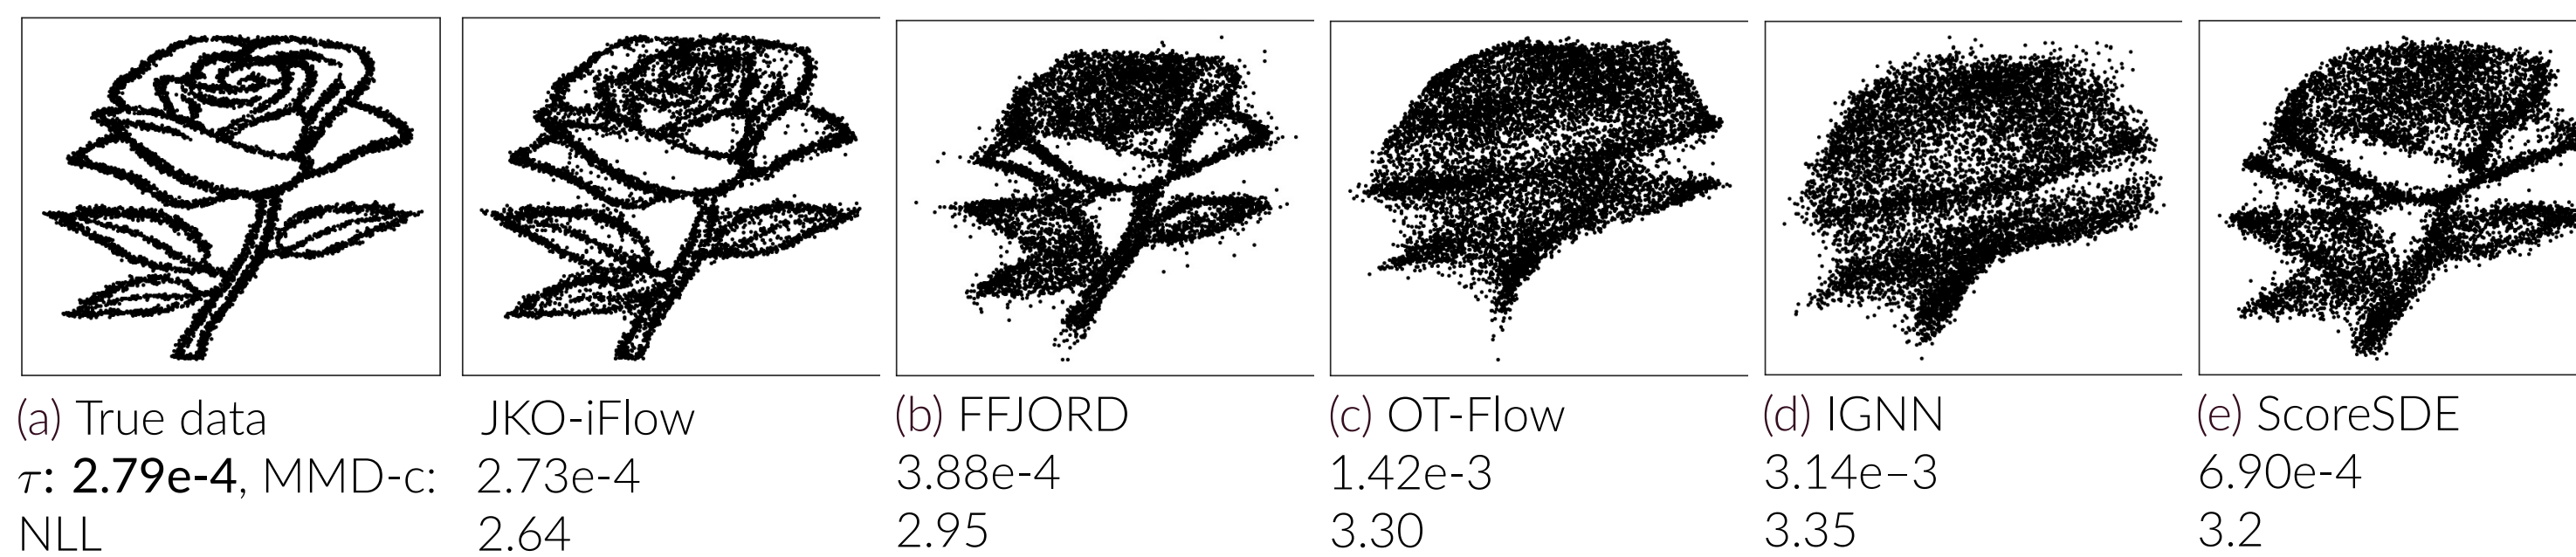 (a) True data
τ: 2.79e-4, MMD-c:
NLL
JKO-iFlow
2.73e-4
2.64
(b) FFJORD
3.88e-4
2.95
(c) OT-Flow
1.42e-3
3.30
(d) IGNN
3.14e−3
3.35
(e) ScoreSDE
6.90e-4
3.2